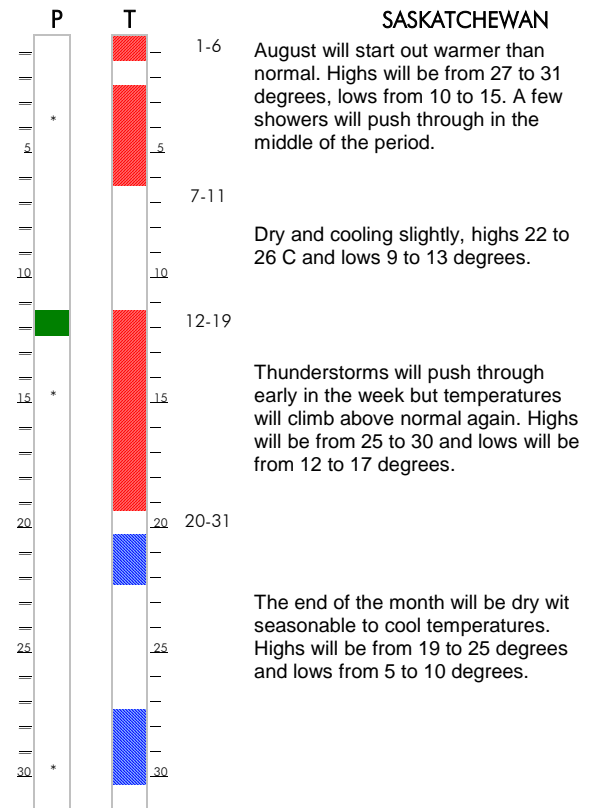 P T SASKATCHEWAN
1-6
August will start out warmer than
normal. Highs will be from 27 to 31
degrees, lows from 10 to 15. A few
showers will push through in the
middle of the period.
*
5 5
7-11
Dry and cooling slightly, highs 22 to
26 C and lows 9 to 13 degrees.
10 10
12-19
Thunderstorms will push through
early in the week but temperatures
will climb above normal again. Highs
will be from 25 to 30 and lows will be
from 12 to 17 degrees.
15 * 15
20 20 20-31
The end of the month will be dry wit
seasonable to cool temperatures.
Highs will be from 19 to 25 degrees
and lows from 5 to 10 degrees.
25 25
30 * 30